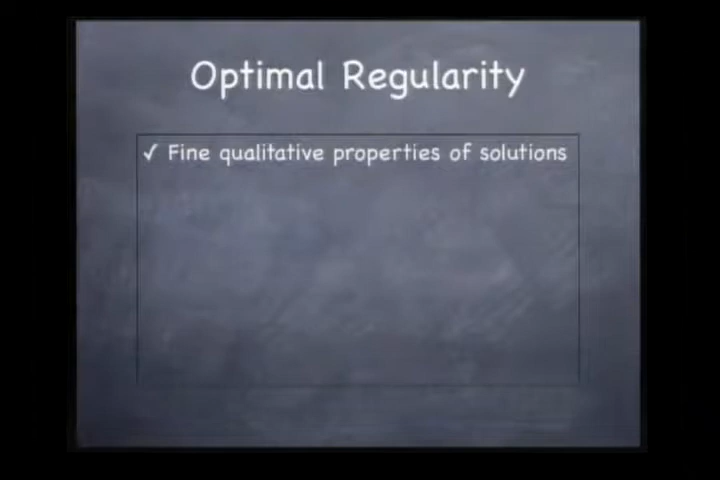 Optimal Regularity
✓ Fine qualitative properties of solutions